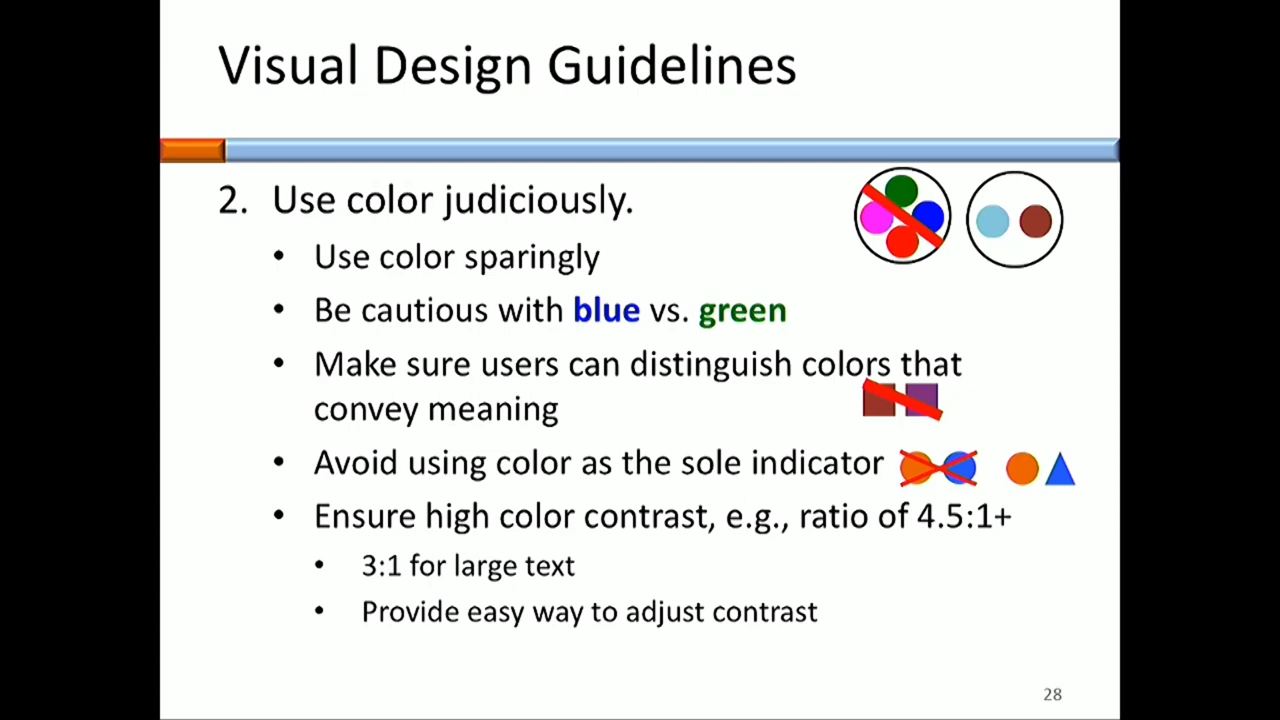 Visual Design Guidelines
2. Use color judiciously.
• Use color sparingly
• Be cautious with blue vs. green
• Make sure users can distinguish colors that
convey meaning
• Avoid using color as the sole indicator
• Ensure high color contrast, e.g., ratio of 4.5:1+
• 3:1 for large text
• Provide easy way to adjust contrast
28